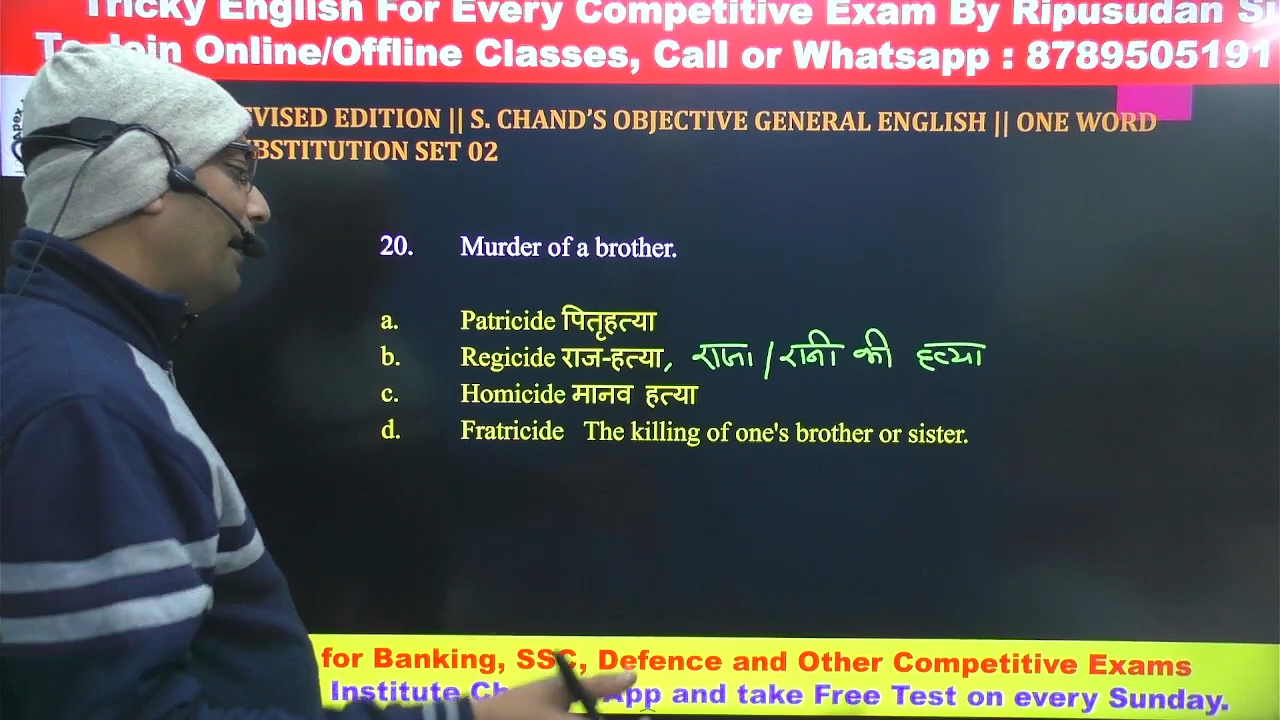 Tricky English For Every Competitive Exam By Ripusudan
Join Online/Offline Classes, Call or Whatsapp : 8789505191
EDITION || S. CHAND’S OBJECTIVE GENERAL ENGLISH || ONE WORD
SET 02
20. Murder of a brother.
a. Patricide पितृहत्या
b. Regicide राज-हत्या, राजा / रानी की हत्या
c. Homicide मानव हत्या
d. Fratricide The killing of one's brother or sister.
for Banking, SSC, Defence and Other Competitive Exams
Institute App and take Free Test on every Sunday.